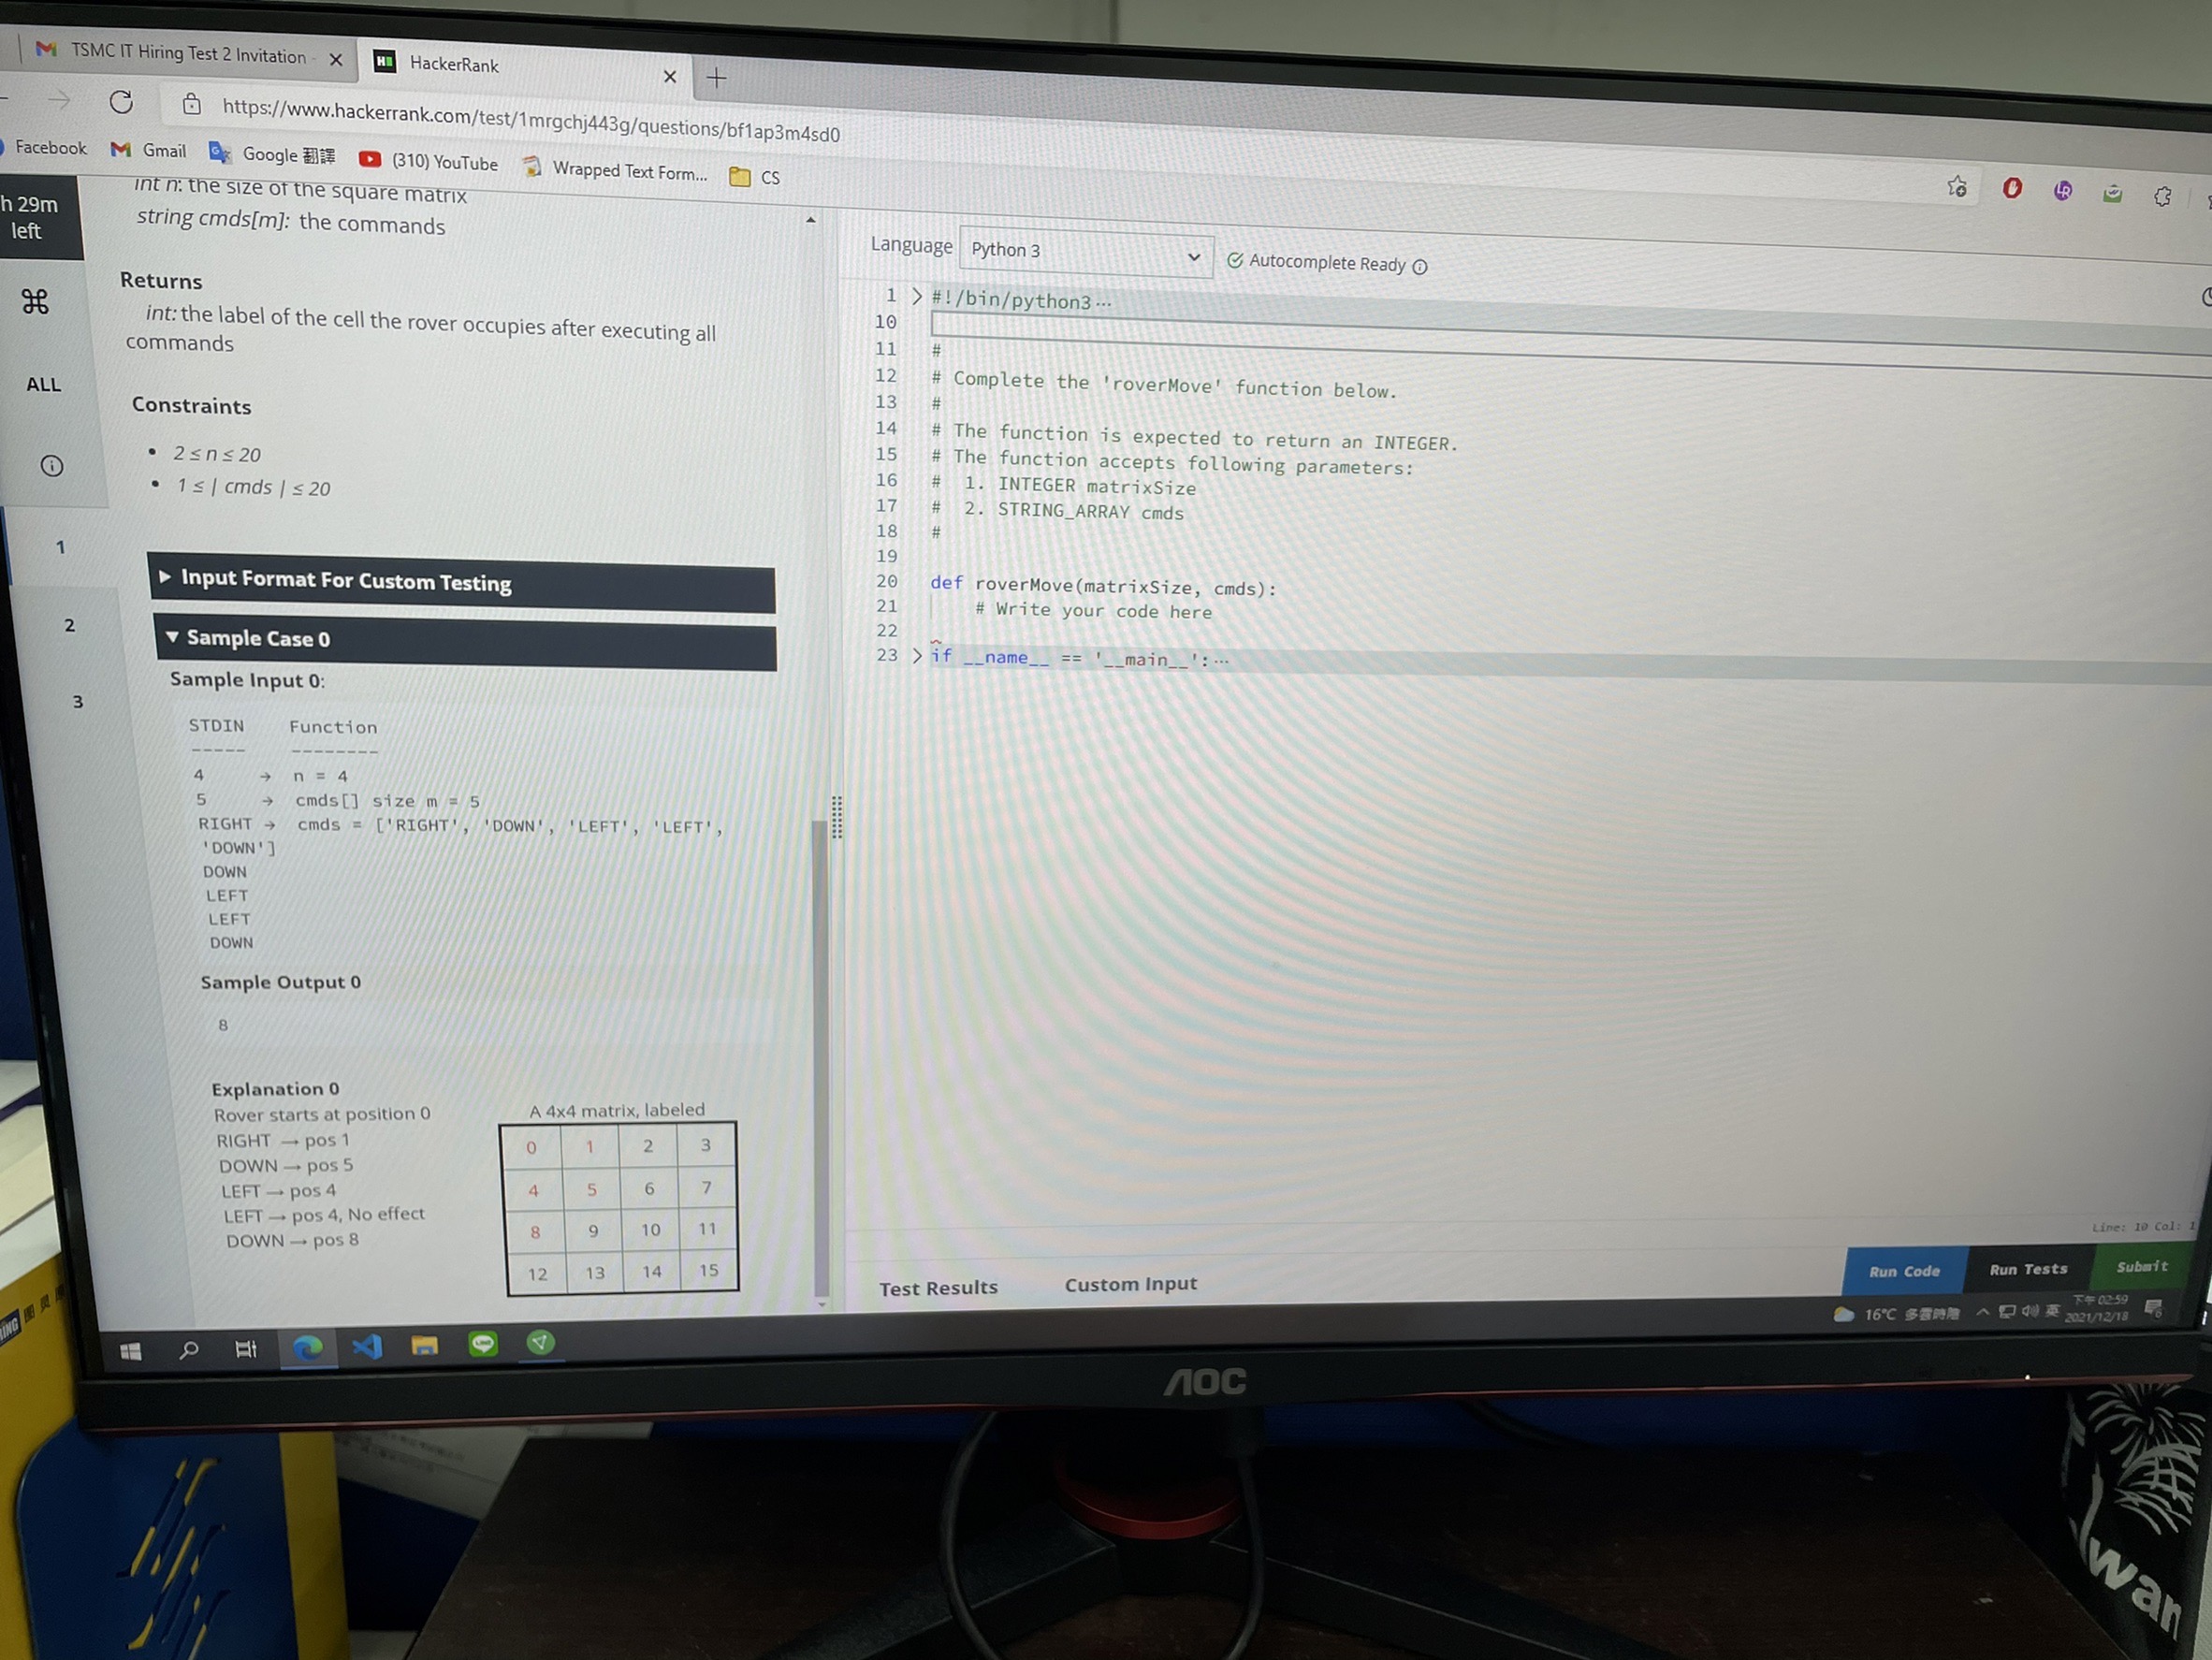 TSMC IT Hiring Test 2 Invitation -
HackerRank
https://www.hackerrank.com/test/1mrgchj443g/questions/bf1ap3m4sd0
Facebook
Gmail
Google 翻譯
(310) YouTube
Wrapped Text Form...
CS
h 29m
left
ALL
1
2
3
int n: the size of the square matrix
string cmds[m]: the commands
Returns
int: the label of the cell the rover occupies after executing all
commands
Constraints
• 2 ≤ n ≤ 20
• 1 ≤ | cmds | ≤ 20
Input Format For Custom Testing
Sample Case 0
Sample Input 0:
STDIN Function
----- --------
4 → n = 4
5 → cmds[] size m = 5
RIGHT → cmds = ['RIGHT', 'DOWN', 'LEFT', 'LEFT',
'DOWN']
DOWN
LEFT
LEFT
DOWN
Sample Output 0
8
Explanation 0
Rover starts at position 0
RIGHT → pos 1
DOWN → pos 5
LEFT → pos 4
LEFT → pos 4, No effect
DOWN → pos 8
A 4x4 matrix, labeled
0 1 2 3
4 5 6 7
8 9 10 11
12 13 14 15
Language Python 3 Autocomplete Ready
1 #!/bin/python3 ...
10
11 #
12 # Complete the 'roverMove' function below.
13 #
14 # The function is expected to return an INTEGER.
15 # The function accepts following parameters:
16 # 1. INTEGER matrixSize
17 # 2. STRING_ARRAY cmds
18 #
19
20 def roverMove(matrixSize, cmds):
21 # Write your code here
22
23 if __name__ == '__main__': ...
Line: 10 Col: 1
Test Results
Custom Input
Run Code
Run Tests
Submit
16°C 多雲時陰
英
下午 02:59
2021/12/18
AOC
wan